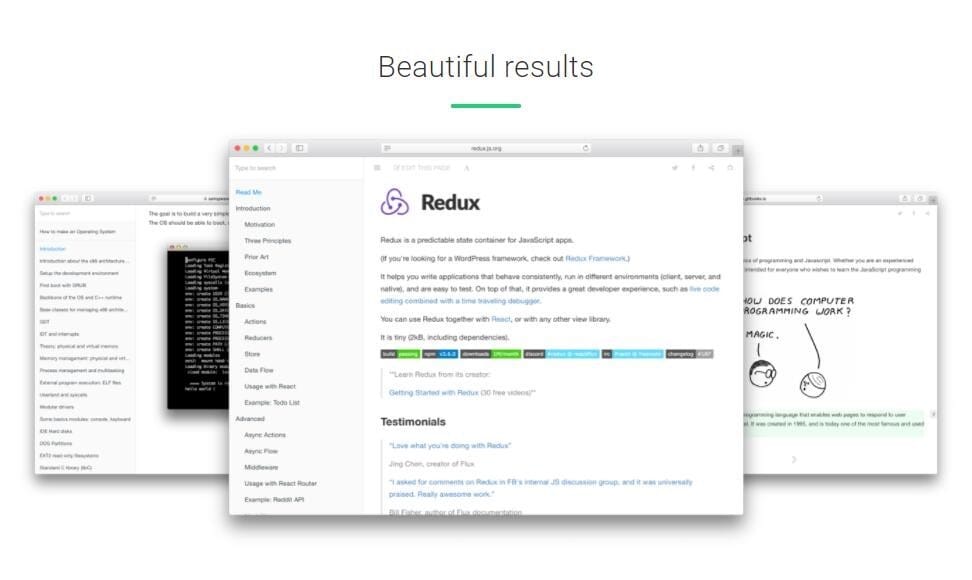 Beautiful results
redux.js.org
Type to search
EDIT THIS PAGE
A
Read Me
Introduction
Motivation
Three Principles
Prior Art
Ecosystem
Examples
Basics
Actions
Reducers
Store
Data Flow
Usage with React
Example: Todo List
Advanced
Async Actions
Async Flow
Middleware
Usage with React Router
Example: Reddit API
Redux
Redux is a predictable state container for JavaScript apps.
(If you're looking for a WordPress framework, check out Redux Framework.)
It helps you write applications that behave consistently, run in different environments (client, server, and
native), and are easy to test. On top of that, it provides a great developer experience, such as live code
editing combined with a time traveling debugger.
You can use Redux together with React, or with any other view library.
It is tiny (2kB, including dependencies).
build passing npm v3.6.0 downloads 1M/month discord #redux @ reactiflux irc #rackt @ freenode changelog #187
"Learn Redux from its creator:
Getting Started with Redux (30 free videos)"
Testimonials
"Love what you're doing with Redux"
Jing Chen, creator of Flux
"I asked for comments on Redux in FB's internal JS discussion group, and it was universally
praised. Really awesome work."
Bill Fisher, author of Flux documentation
Type to search
How to make an Operating System
Introduction
Introduction about the x86 architecture...
Setup the development environment
First boot with GRUB
Backbone of the OS and C++ runtime
Base classes for managing x86 archite...
GDT
IDT and interrupts
Theory: physical and virtual memory
Memory management: physical and virt...
Process management and multitasking
External program execution: ELF files
Userland and syscalls
Modular drivers
Some basics modules: console, keyboard
IDE Hard disks
DOS Partitions
EXT2 read-only filesystems
Standard C library (libC)
The goal is to build a very simple
The OS should be able to boot,
Loading system
Loading modules
hello world !
gitbooks.io
of programming and Javascript. Whether you are an experienced
intended for everyone who wishes to learn the JavaScript programming
HOW DOES COMPUTER
PROGRAMMING WORK?
MAGIC.
programming language that enables web pages to respond to user
It was created in 1995, and is today one of the most famous and used